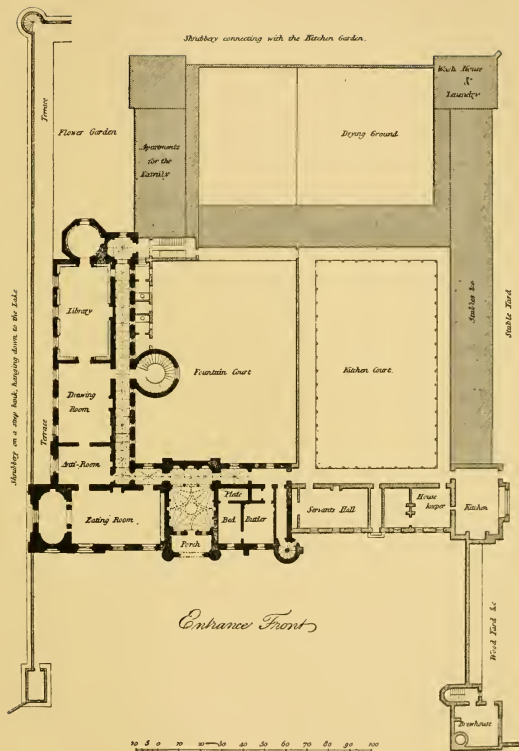 Shrubbery connecting with the Kitchen Garden.
Wash House
&
Laundry
Terrace
Flower Garden
Apartments
for the
Family
Drying Ground
Library
Shrubbery on a steep bank, hanging down to the Lake
Fountain Court
Kitchen Court.
Stables &c
Stable Yard
Drawing
Room
Terrace
Anti-Room
Eating Room
Porch
Plate
Bed
Butler
Servants Hall
House
keeper
Kitchen
Entrance Front
Wood Yard &c
Brewhouse
10 5 0 10 20 30 40 50 60 70 80 90 100